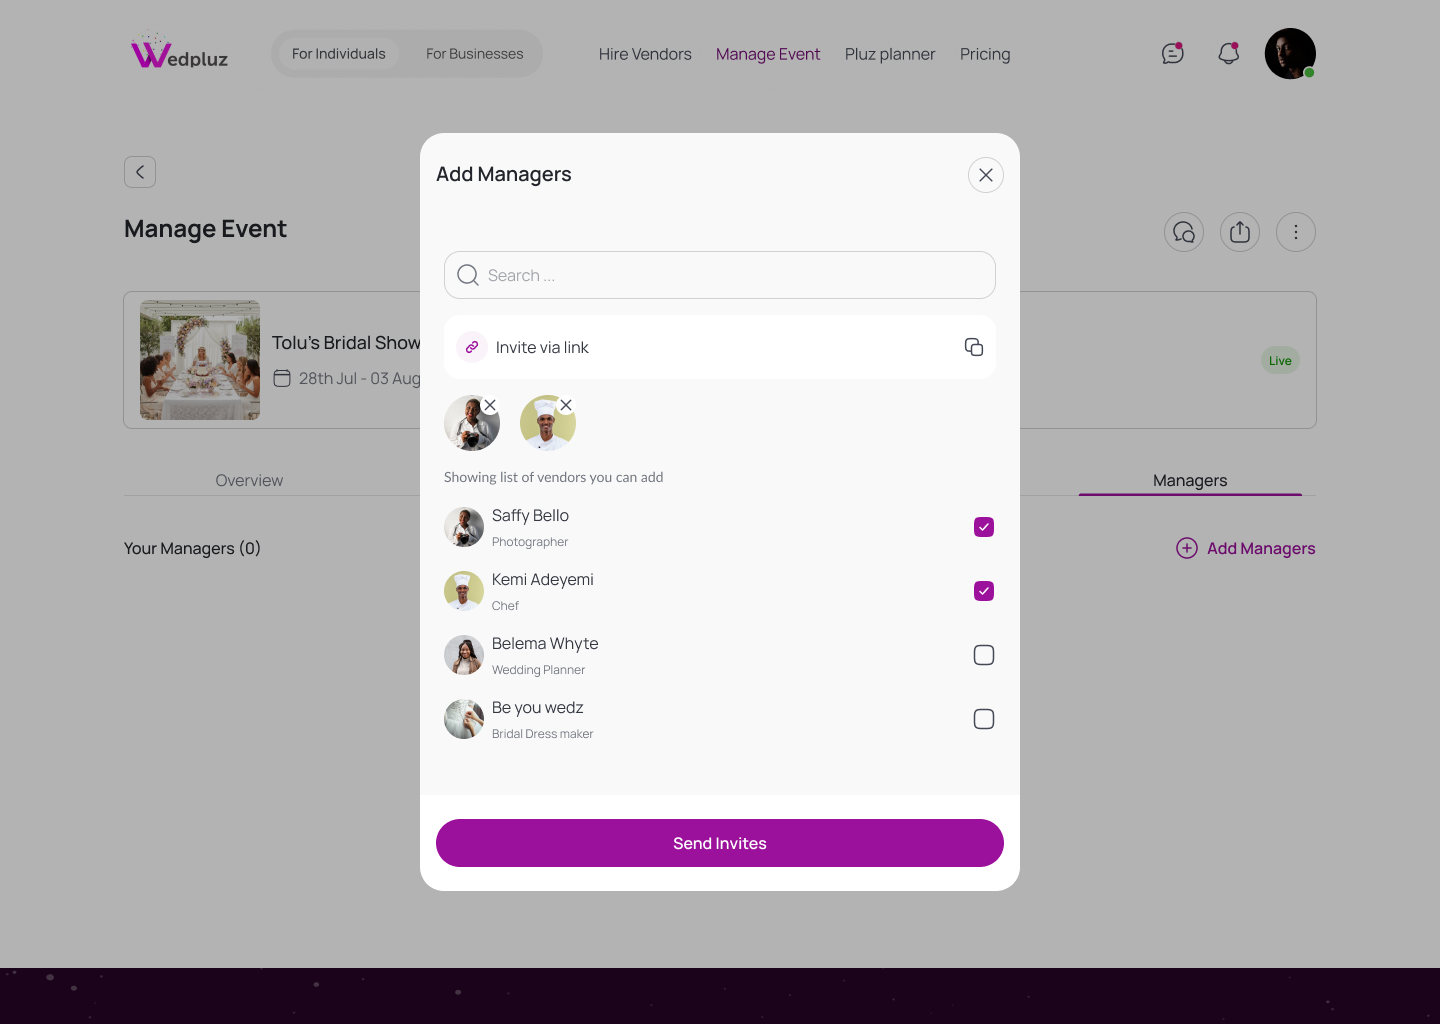 Wedpluz
For Individuals
For Businesses
Hire Vendors
Manage Event
Pluz planner
Pricing
Manage Event
Tolu's Bridal Show
28th Jul - 03 Aug
Live
Overview
Managers
Your Managers (0)
Add Managers
Add Managers
Search ...
Invite via link
Showing list of vendors you can add
Saffy Bello
Photographer
Kemi Adeyemi
Chef
Belema Whyte
Wedding Planner
Be you wedz
Bridal Dress maker
Send Invites